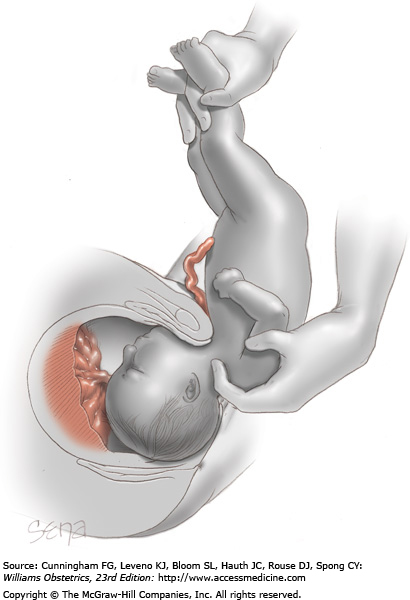 Sena
Source: Cunningham FG, Leveno KJ, Bloom SL, Hauth JC, Rouse DJ, Spong CY:
Williams Obstetrics, 23rd Edition: http://www.accessmedicine.com
Copyright © The McGraw-Hill Companies, Inc. All rights reserved.